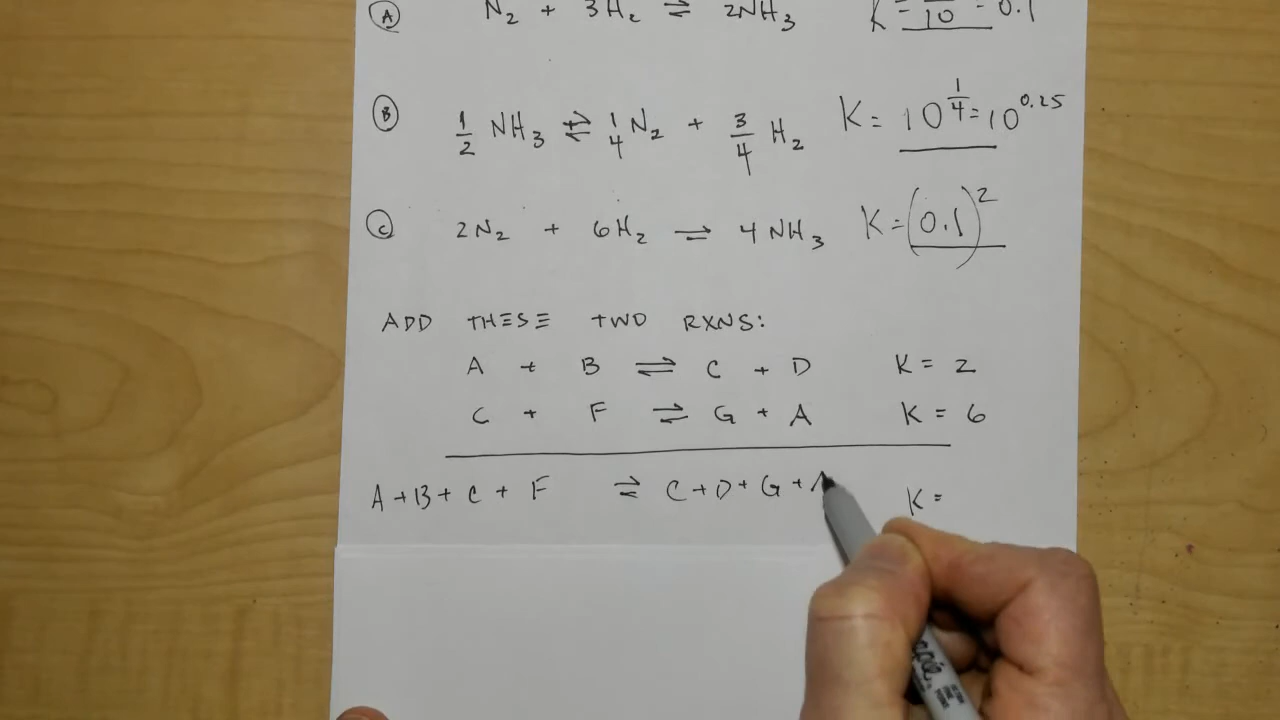 A N₂ + 3H₂ ⇌ 2NH₃ K = /10 = 0.1
B 1/2 NH₃ ⇌ 1/4 N₂ + 3/4 H₂ K = 10^1/4 = 10^0.25
C 2N₂ + 6H₂ ⇌ 4NH₃ K = (0.1)²
ADD THESE TWO RXNS:
A + B ⇌ C + D K = 2
C + F ⇌ G + A K = 6
A + B + C + F ⇌ C + D + G + A K =